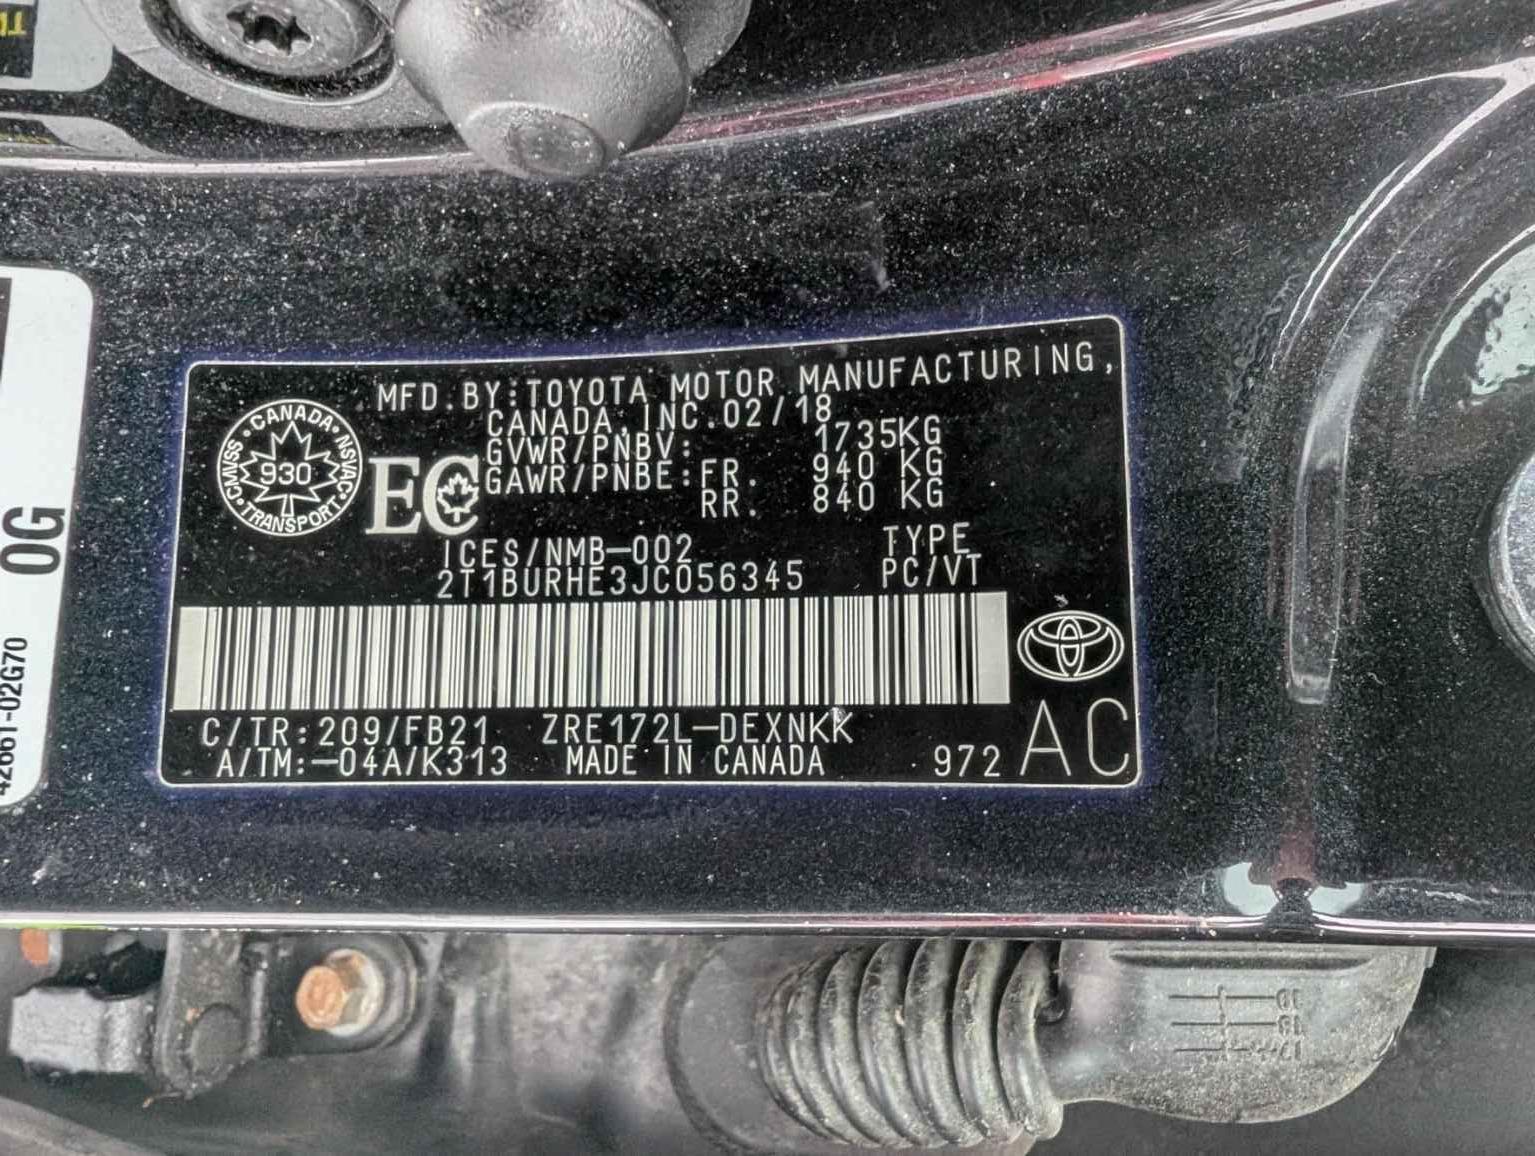 MFD.BY:TOYOTA MOTOR MANUFACTURING,
CANADA, INC.02/18
GVWR/PNBV: 1735KG
GAWR/PNBE:FR. 940 KG
RR. 840 KG
CANADA
NSVAC
TRANSPORT
CMVSS
930
EC
ICES/NMB-002
TYPE
2T1BURHE3JC056345 PC/VT
C/TR:209/FB21 ZRE172L-DEXNKK
A/TM:-04A/K313 MADE IN CANADA 972 AC
0G
42661-02G70